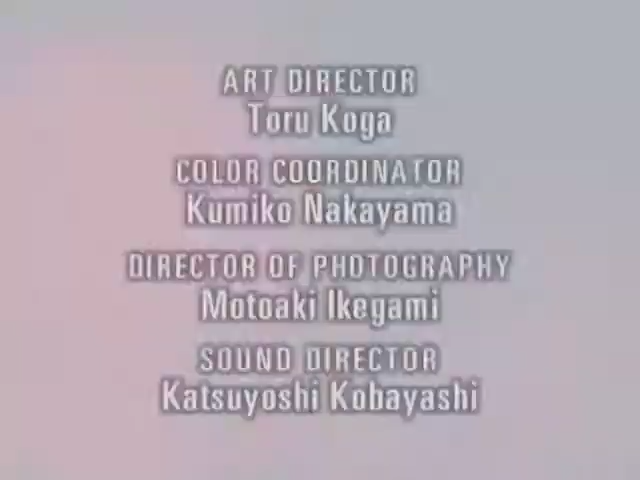 ART DIRECTOR
Toru Koga
COLOR COORDINATOR
Kumiko Nakayama
DIRECTOR OF PHOTOGRAPHY
Motoaki Ikegami
SOUND DIRECTOR
Katsuyoshi Kobayashi